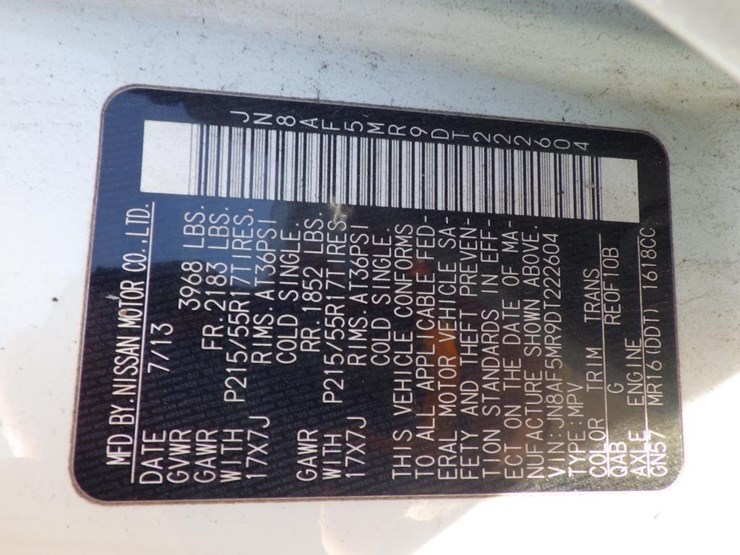 JN8AF5MR9DT222604
MFD BY.NISSAN MOTOR CO.,LTD.
DATE 7/13
GVWR 3968 LBS.
GAWR FR. 2183 LBS.
WITH P215/55R17TIRES,
17X7J RIMS.AT36PSI
COLD SINGLE.
GAWR RR. 1852 LBS.
WITH P215/55R17TIRES,
17X7J RIMS.AT36PSI
COLD SINGLE.
THIS VEHICLE CONFORMS
TO ALL APPLICABLE FED-
ERAL MOTOR VEHICLE SA-
FETY AND THEFT PREVEN-
TION STANDARDS IN EFF-
ECT ON THE DATE OF MA-
NUFACTURE SHOWN ABOVE.
VIN:JN8AF5MR9DT222604
TYPE:MPV
COLOR TRIM TRANS
QAB G RE0F10B
AXLE ENGINE
GN57 MR16(DDT) 1618CC